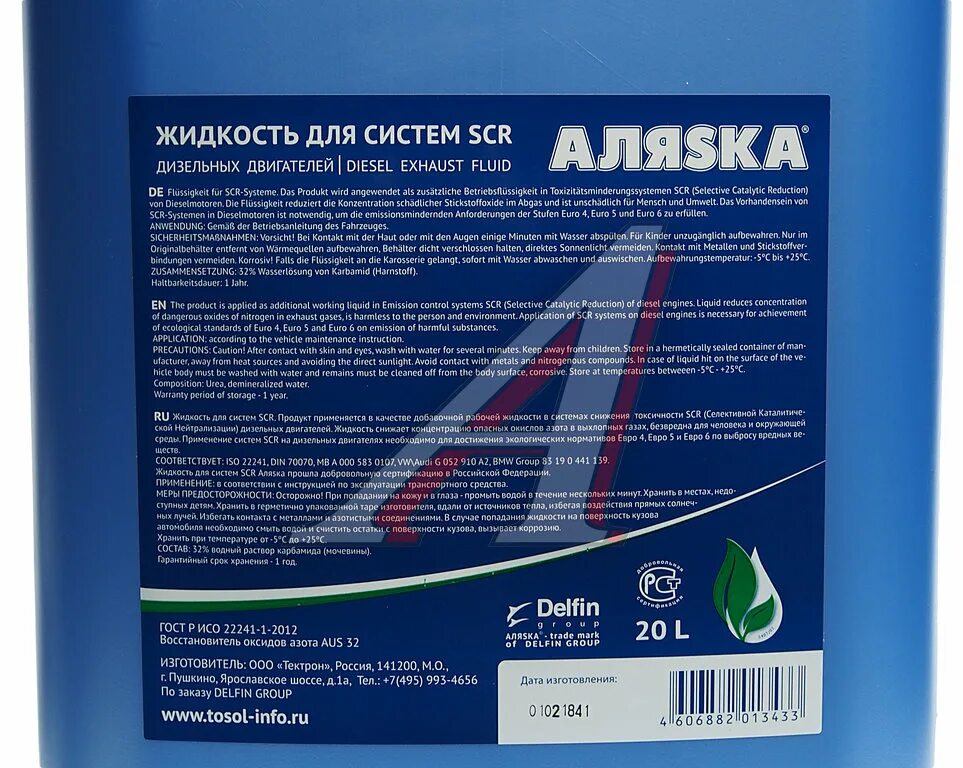 ЖИДКОСТЬ ДЛЯ СИСТЕМ SCR
ДИЗЕЛЬНЫХ ДВИГАТЕЛЕЙ | DIESEL EXHAUST FLUID
АЛЯSКА®
DE Flüssigkeit für SCR-Systeme. Das Produkt wird angewendet als zusätzliche Betriebsflüssigkeit in Toxizitätsminderungssystemen SCR (Selective Catalytic Reduction)
von Dieselmotoren. Die Flüssigkeit reduziert die Konzentration schädlicher Stickstoffoxide im Abgas und ist unschädlich für Mensch und Umwelt. Das Vorhandensein von
SCR-Systemen in Dieselmotoren ist notwendig, um die emissionsmindernden Anforderungen der Stufen Euro 4, Euro 5 und Euro 6 zu erfüllen.
ANWENDUNG: Gemäß der Betriebsanleitung des Fahrzeuges.
SICHERHEITSMAßNAHMEN: Vorsicht! Bei Kontakt mit der Haut oder mit den Augen einige Minuten mit Wasser abspülen. Für Kinder unzugänglich aufbewahren. Nur im
Originalbehälter entfernt von Wärmequellen aufbewahren, Behälter dicht verschlossen halten, direktes Sonnenlicht vermeiden. Kontakt mit Metallen und Stickstoffver-
bindungen vermeiden. Korrosiv! Falls die Flüssigkeit an die Karosserie gelangt, sofort mit Wasser abwaschen und auswischen. Aufbewahrungstemperatur: -5°C bis +25°C.
ZUSAMMENSETZUNG: 32% Wasserlösung von Karbamid (Harnstoff).
Haltbarkeitsdauer: 1 Jahr.
EN The product is applied as additional working liquid in Emission control systems SCR (Selective Catalytic Reduction) of diesel engines. Liquid reduces concentration
of dangerous oxides of nitrogen in exhaust gases, is harmless to the person and environment. Application of SCR systems on diesel engines is necessary for achievement
of ecological standards of Euro 4, Euro 5 and Euro 6 on emission of harmful substances.
APPLICATION: according to the vehicle maintenance instruction.
PRECAUTIONS: Caution! After contact with skin and eyes, wash with water for several minutes. Keep away from children. Store in a hermetically sealed container of man-
ufacturer, away from heat sources and avoiding the direct sunlight. Avoid contact with metals and nitrogenous compounds. In case of liquid hit on the surface of the ve-
hicle body must be washed with water and remains must be cleaned off from the body surface, corrosive. Store at temperatures betweeen -5°C - +25°C.
Composition: Urea, demineralized water.
Warranty period of storage - 1 year.
RU Жидкость для систем SCR. Продукт применяется в качестве добавочной рабочей жидкости в системах снижения токсичности SCR (Селективной Каталитиче-
ской Нейтрализации) дизельных двигателей. Жидкость снижает концентрацию опасных окислов азота в выхлопных газах, безвредна для человека и окружающей
среды. Применение систем SCR на дизельных двигателях необходимо для достижения экологических нормативов Евро 4, Евро 5 и Евро 6 по выбросу вредных ве-
ществ.
СООТВЕТСТВУЕТ: ISO 22241, DIN 70070, MB A 000 583 0107, VW\Audi G 052 910 A2, BMW Group 83 19 0 441 139.
Жидкость для систем SCR Аляска прошла добровольную сертификацию в Российской Федерации.
ПРИМЕНЕНИЕ: в соответствии с инструкцией по эксплуатации транспортного средства.
МЕРЫ ПРЕДОСТОРОЖНОСТИ: Осторожно! При попадании на кожу и в глаза - промыть водой в течение нескольких минут. Хранить в местах, недо-
ступных детям. Хранить в герметично упакованной таре изготовителя, вдали от источников тепла, избегая воздействия прямых солнеч-
ных лучей. Избегать контакта с металлами и азотистыми соединениями. В случае попадания жидкости на поверхность кузова
автомобиля необходимо смыть водой и счистить остатки с поверхности кузова, вызывает коррозию.
Хранить при температуре от -5°C до +25°C.
СОСТАВ: 32% водный раствор карбамида (мочевины).
Гарантийный срок хранения - 1 год.
ГОСТ Р ИСО 22241-1-2012
Восстановитель оксидов азота AUS 32
ИЗГОТОВИТЕЛЬ: ООО «Тектрон», Россия, 141200, М.О.,
г. Пушкино, Ярославское шоссе, д.1а, Тел.: +7(495) 993-4656
По заказу DELFIN GROUP
www.tosol-info.ru
Delfin
group
АЛЯSКА® - trade mark
of DELFIN GROUP
добровольная
РСТ
сертификация
20 L
Дата изготовления:
0 1021841
4 606882 013433